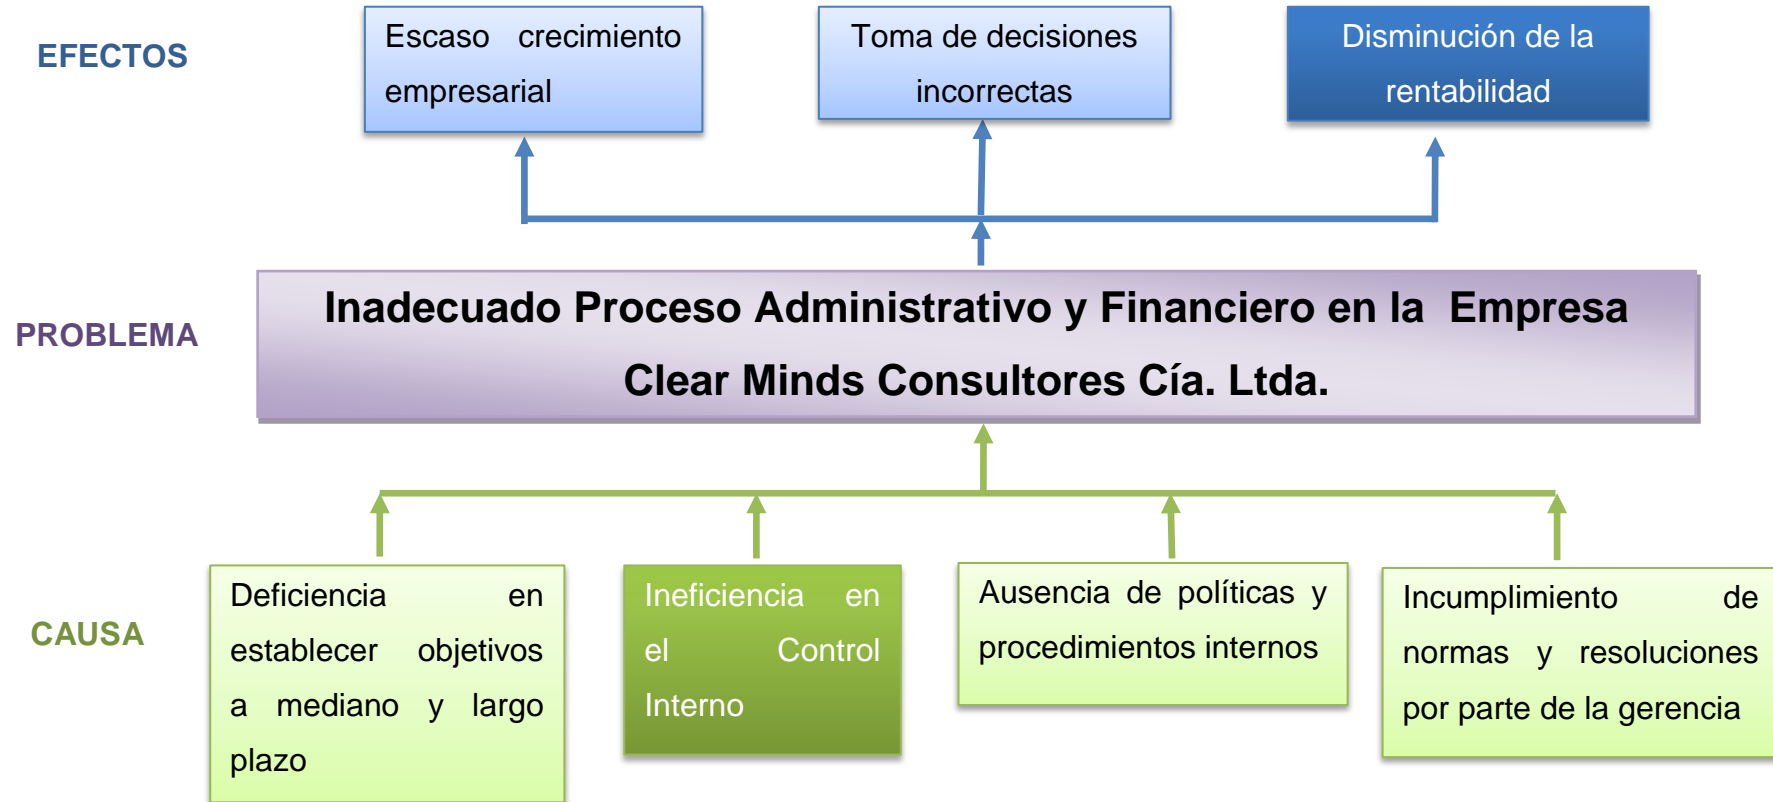 EFECTOS
Escaso crecimiento
empresarial
Toma de decisiones
incorrectas
Disminución de la
rentabilidad
PROBLEMA
Inadecuado Proceso Administrativo y Financiero en la Empresa
Clear Minds Consultores Cía. Ltda.
CAUSA
Deficiencia en
establecer objetivos
a mediano y largo
plazo
Ineficiencia en
el Control
Interno
Ausencia de políticas y
procedimientos internos
Incumplimiento de
normas y resoluciones
por parte de la gerencia